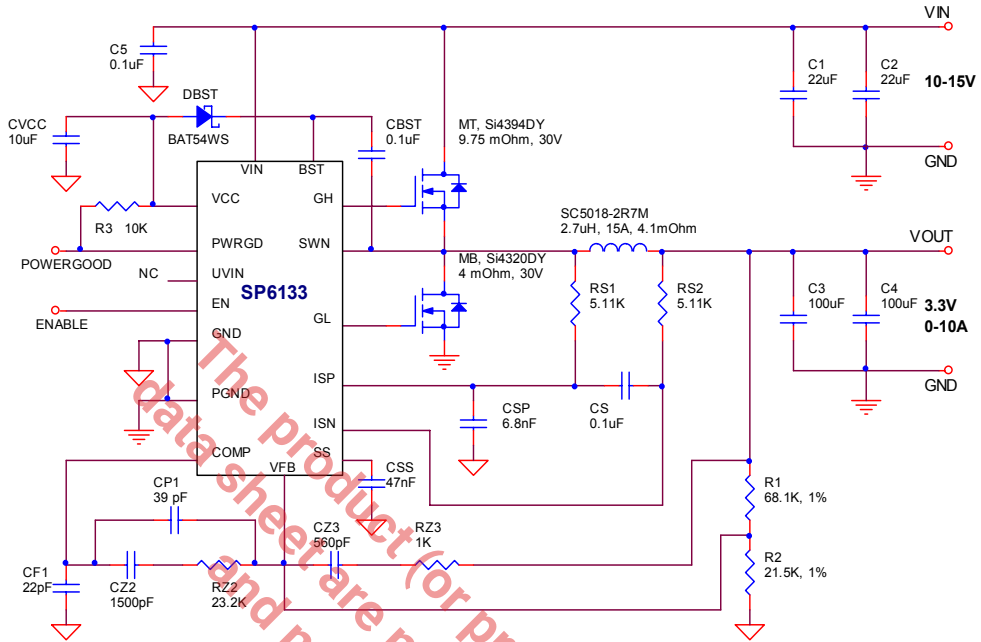 VIN
C5
0.1uF
C1
22uF
C2
22uF
10-15V
DBST
BAT54WS
CVCC
10uF
CBST
0.1uF
MT, Si4394DY
9.75 mOhm, 30V
GND
VIN
BST
VCC
GH
R3 10K
SC5018-2R7M
2.7uH, 15A, 4.1mOhm
PWRGD
SWN
VOUT
POWERGOOD
NC
UVIN
MB, Si4320DY
4 mOhm, 30V
SP6133
RS1
5.11K
RS2
5.11K
C3
100uF
C4
100uF
3.3V
0-10A
EN
ENABLE
GL
GND
ISP
GND
PGND
CSP
6.8nF
CS
0.1uF
ISN
COMP
SS
VFB
CSS
47nF
CP1
39 pF
R1
68.1K, 1%
CZ3
560pF
RZ3
1K
CF1
22pF
CZ2
1500pF
RZ2
23.2K
R2
21.5K, 1%
The product (or pr
data sheet are n
and